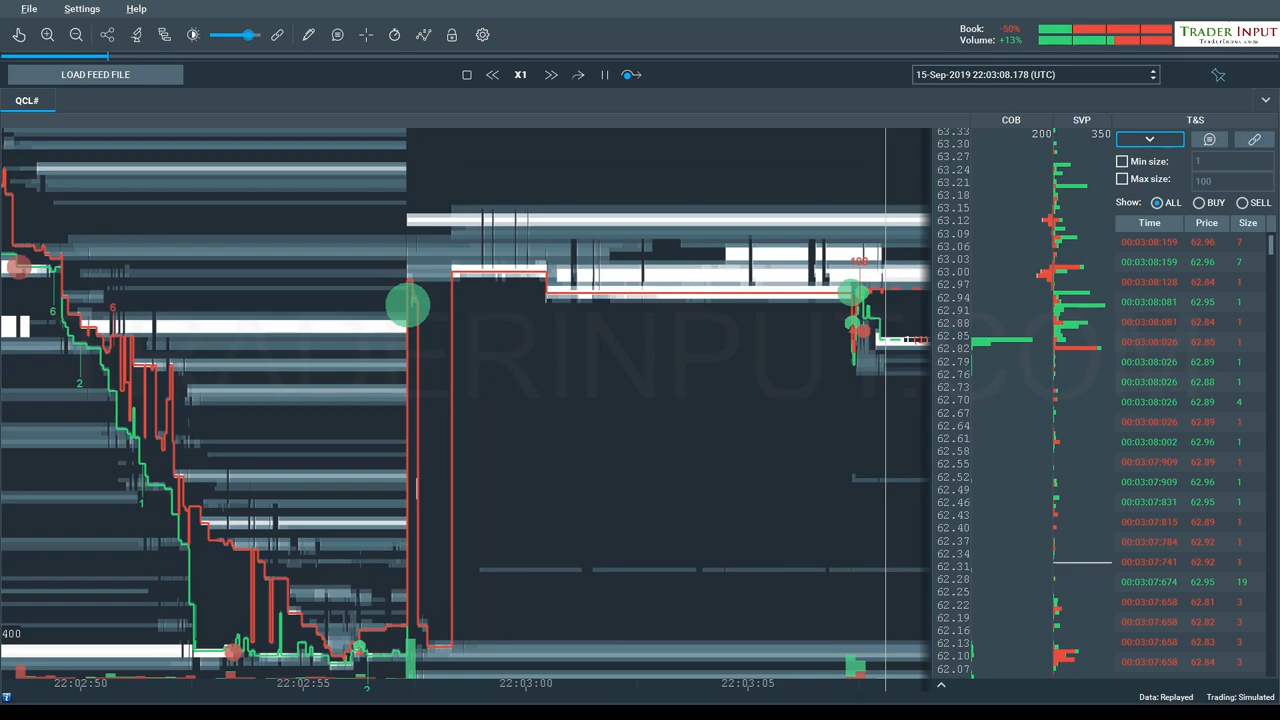 File Settings Help
Book: -50%
Volume: +13%
TRADER INPUT
TraderInput.com
LOAD FEED FILE
X1
15-Sep-2019 22:03:08.178 (UTC)
QCL#
COB SVP T&S
200 350
Min size: 1
Max size: 100
Show: ALL BUY SELL
Time Price Size
00:03:08:159 62.96 7
00:03:08:159 62.96 7
00:03:08:128 62.84 1
00:03:08:081 62.95 1
00:03:08:081 62.84 1
00:03:08:026 62.85 1
00:03:08:026 62.89 1
00:03:08:026 62.88 1
00:03:08:026 62.89 4
00:03:08:026 62.89 1
00:03:08:002 62.96 1
00:03:07:909 62.89 1
00:03:07:909 62.96 1
00:03:07:831 62.95 1
00:03:07:815 62.89 1
00:03:07:784 62.92 1
00:03:07:741 62.92 1
00:03:07:674 62.95 19
00:03:07:658 62.81 3
00:03:07:658 62.82 3
00:03:07:658 62.83 3
00:03:07:658 62.84 3
63.33
63.30
63.27
63.24
63.21
63.18
63.15
63.12
63.09
63.06
63.03
63.00
62.97
62.94
62.91
62.88
62.85
62.82
62.79
62.76
62.73
62.70
62.67
62.64
62.61
62.58
62.55
62.52
62.49
62.46
62.43
62.40
62.37
62.34
62.31
62.28
62.25
62.22
62.19
62.16
62.13
62.10
62.07
108
6
6
2
1
400
2
TRADERINPUT.COM
22:02:50 22:02:55 22:03:00 22:03:05
Data: Replayed Trading: Simulated